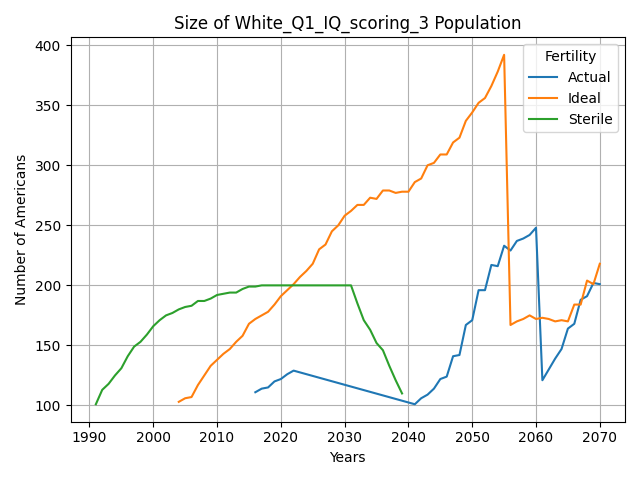 Size of White_Q1_IQ_scoring_3 Population
Number of Americans
400
350
300
250
200
150
100
Fertility
Actual
Ideal
Sterile
1990 2000 2010 2020 2030 2040 2050 2060 2070
Years